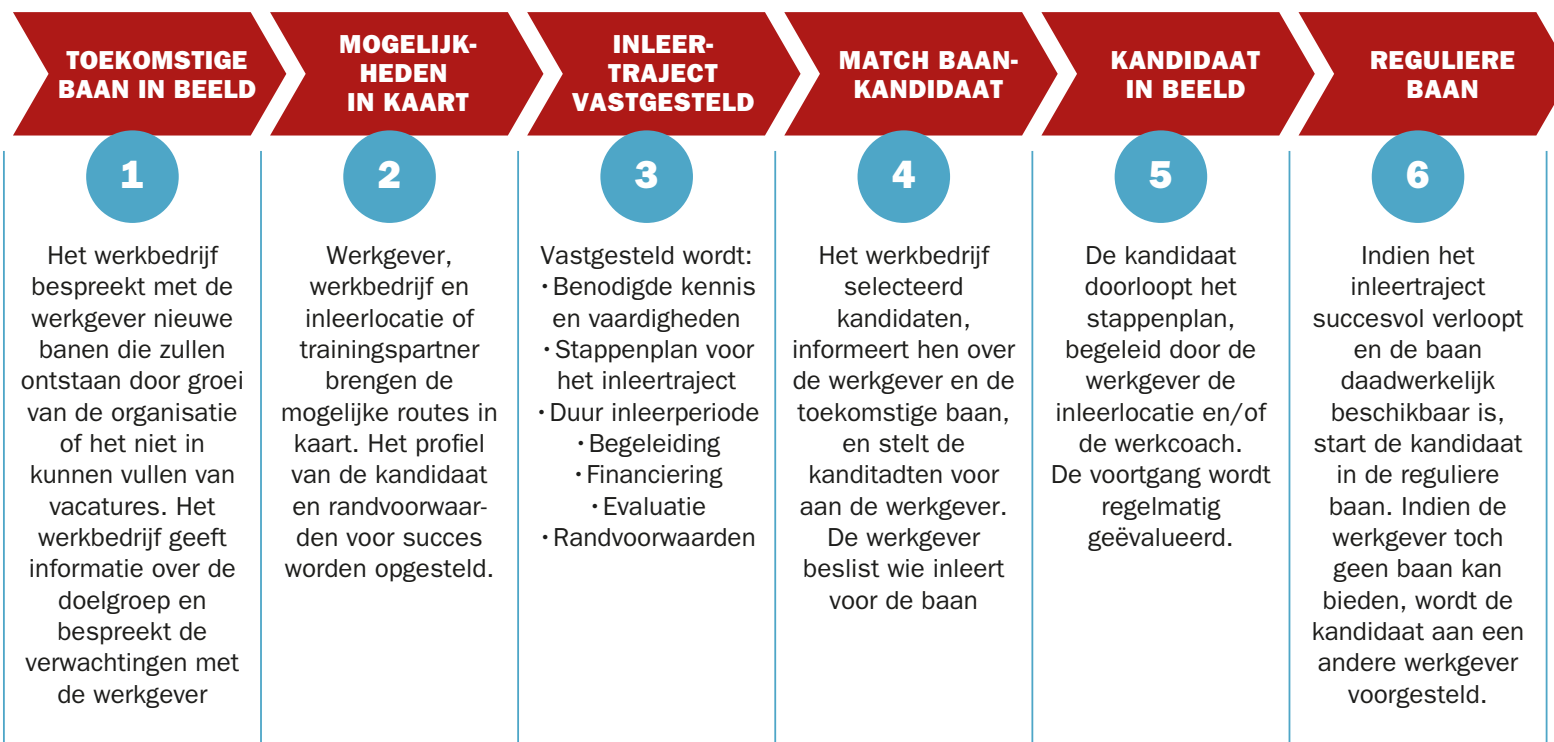 TOEKOMSTIGE
BAAN IN BEELD
MOGELIJK-
HEDEN
IN KAART
INLEER-
TRAJECT
VASTGESTELD
MATCH BAAN-
KANDIDAAT
KANDIDAAT
IN BEELD
REGULIERE
BAAN
1
Het werkbedrijf
bespreekt met de
werkgever nieuwe
banen die zullen
ontstaan door groei
van de organisatie
of het niet in
kunnen vullen van
vacatures. Het
werkbedrijf geeft
informatie over de
doelgroep en
bespreekt de
verwachtingen met
de werkgever
2
Werkgever,
werkbedrijf en
inleerlocatie of
trainingspartner
brengen de
mogelijke routes in
kaart. Het profiel
van de kandidaat
en randvoorwaar-
den voor succes
worden opgesteld.
3
Vastgesteld wordt:
· Benodigde kennis
en vaardigheden
· Stappenplan voor
het inleertraject
· Duur inleerperiode
· Begeleiding
· Financiering
· Evaluatie
· Randvoorwaarden
4
Het werkbedrijf
selecteerd
kandidaten,
informeert hen over
de werkgever en de
toekomstige baan,
en stelt de
kanditadten voor
aan de werkgever.
De werkgever
beslist wie inleert
voor de baan
5
De kandidaat
doorloopt het
stappenplan,
begeleid door de
werkgever de
inleerlocatie en/of
de werkcoach.
De voortgang wordt
regelmatig
geëvalueerd.
6
Indien het
inleertraject
succesvol verloopt
en de baan
daadwerkelijk
beschikbaar is,
start de kandidaat
in de reguliere
baan. Indien de
werkgever toch
geen baan kan
bieden, wordt de
kandidaat aan een
andere werkgever
voorgesteld.